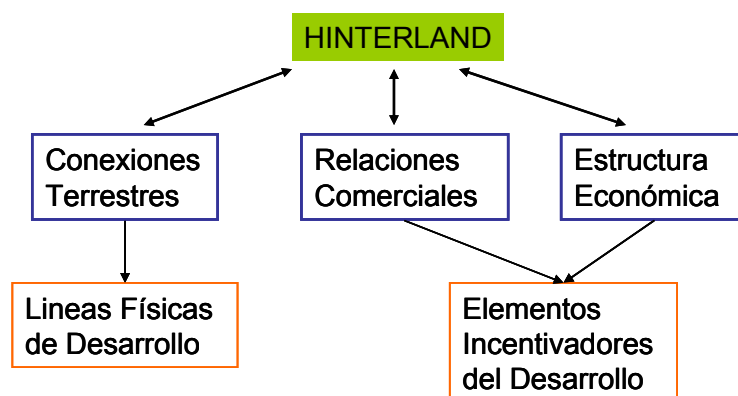 HINTERLAND
Conexiones
Terrestres
Relaciones
Comerciales
Estructura
Económica
Lineas Físicas
de Desarrollo
Elementos
Incentivadores
del Desarrollo